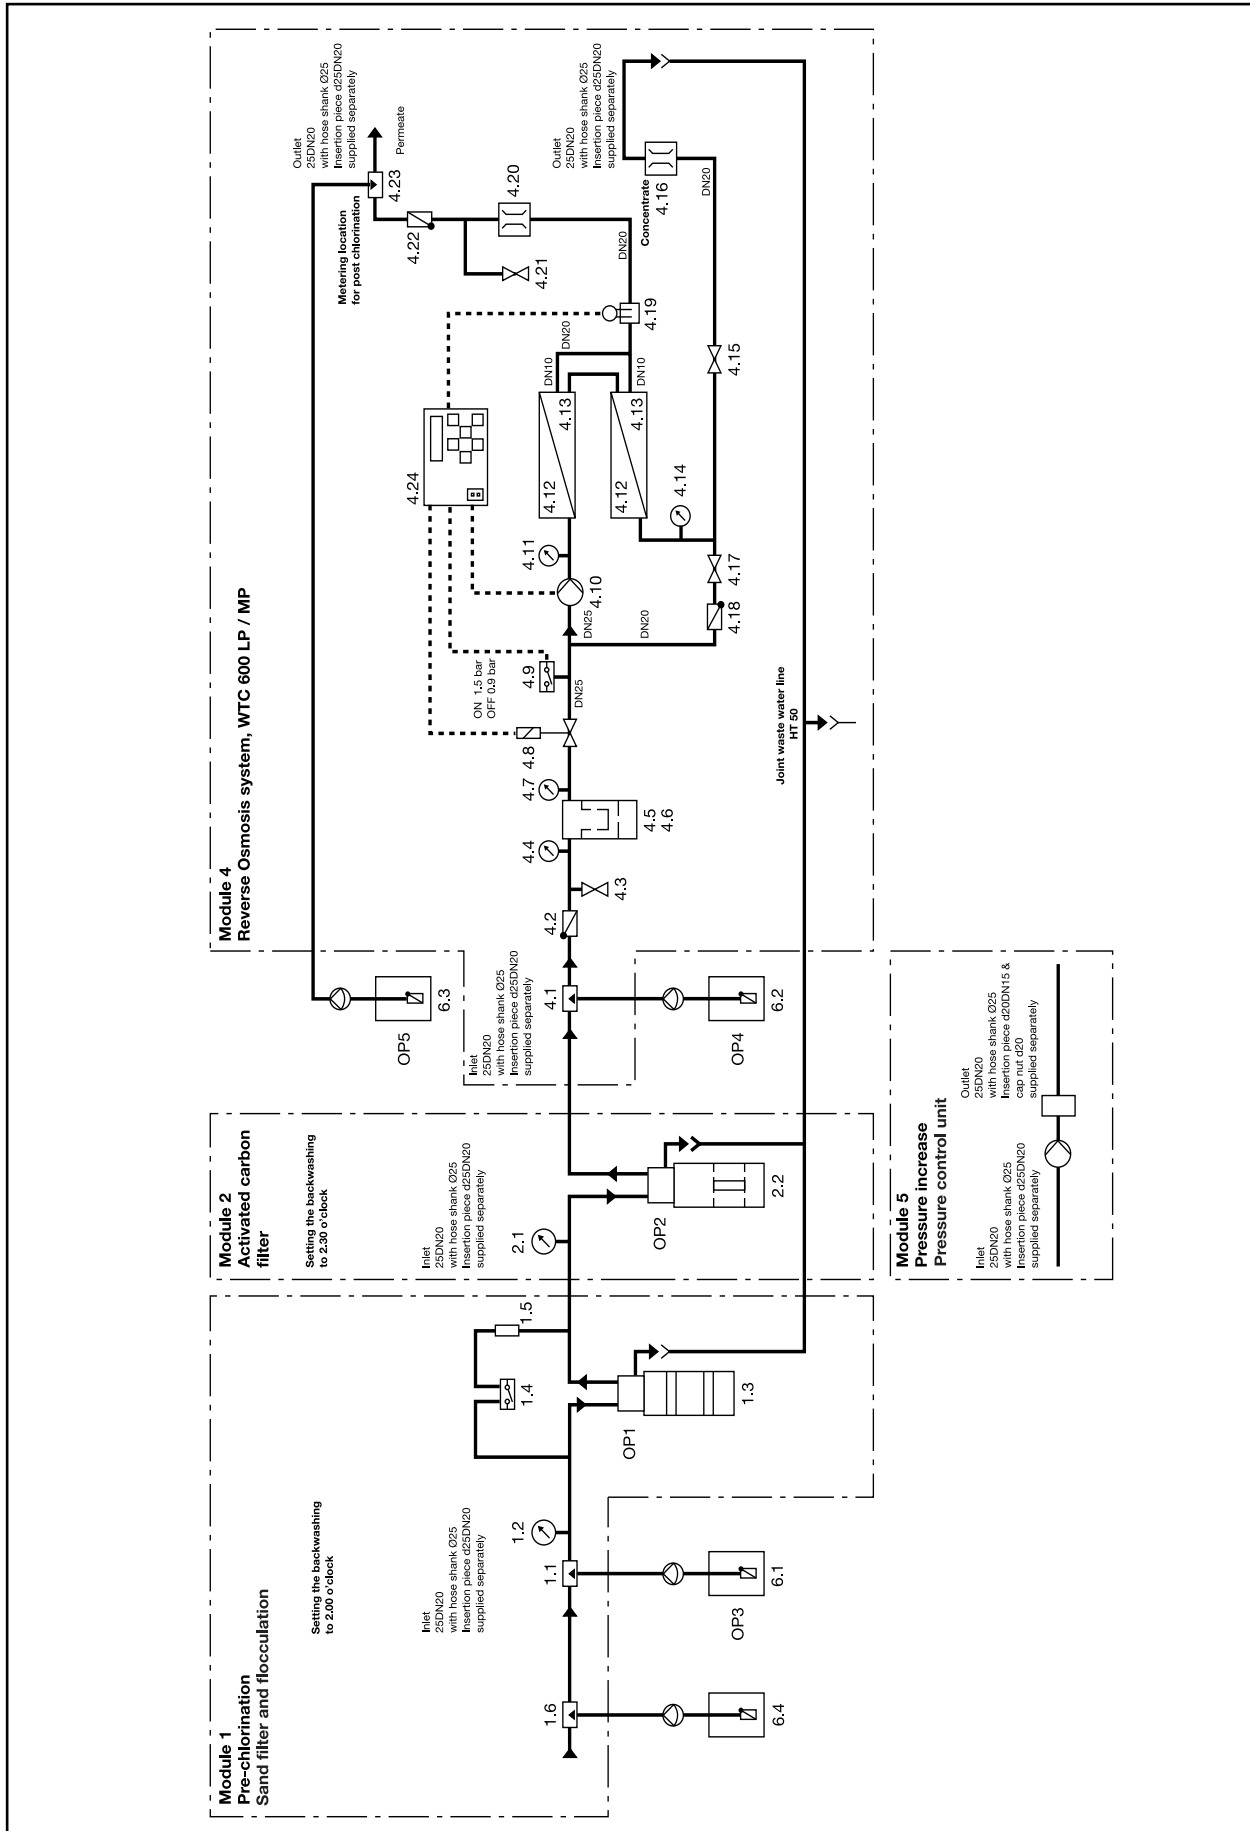 Module 1
Pre-chlorination
Sand filter and flocculation
Setting the backwashing
to 2.00 o'clock
Inlet
25DN20
with hose shank Ø25
Insertion piece d25DN20
supplied separately
1.6
1.1
1.2
1.4
1.5
OP1
1.3
6.4
OP3
6.1
Module 2
Activated carbon
filter
Setting the backwashing
to 2.30 o'clock
Inlet
25DN20
with hose shank Ø25
Insertion piece d25DN20
supplied separately
2.1
OP2
2.2
Module 4
Reverse Osmosis system, WTC 600 LP / MP
OP5
6.3
Inlet
25DN20
with hose shank Ø25
Insertion piece d25DN20
supplied separately
4.1
OP4
6.2
4.2
4.3
4.4
4.5
4.6
4.7
4.8
ON 1.5 bar
OFF 0.9 bar
4.9
DN25
DN25
4.10
4.11
4.24
4.12
4.13
4.12
4.13
DN10
DN10
DN20
4.14
DN20
4.18
4.17
4.15
4.19
DN20
4.20
4.21
4.22
4.23
Metering location
for post chlorination
Permeate
Outlet
25DN20
with hose shank Ø25
Insertion piece d25DN20
supplied separately
DN20
Concentrate
4.16
Outlet
25DN20
with hose shank Ø25
Insertion piece d25DN20
supplied separately
Joint waste water line
HT 50
Module 5
Pressure increase
Pressure control unit
Inlet
25DN20
with hose shank Ø25
Insertion piece d25DN20
supplied separately
Outlet
25DN20
with hose shank Ø25
Insertion piece d20DN15 &
cap nut d20
supplied separately